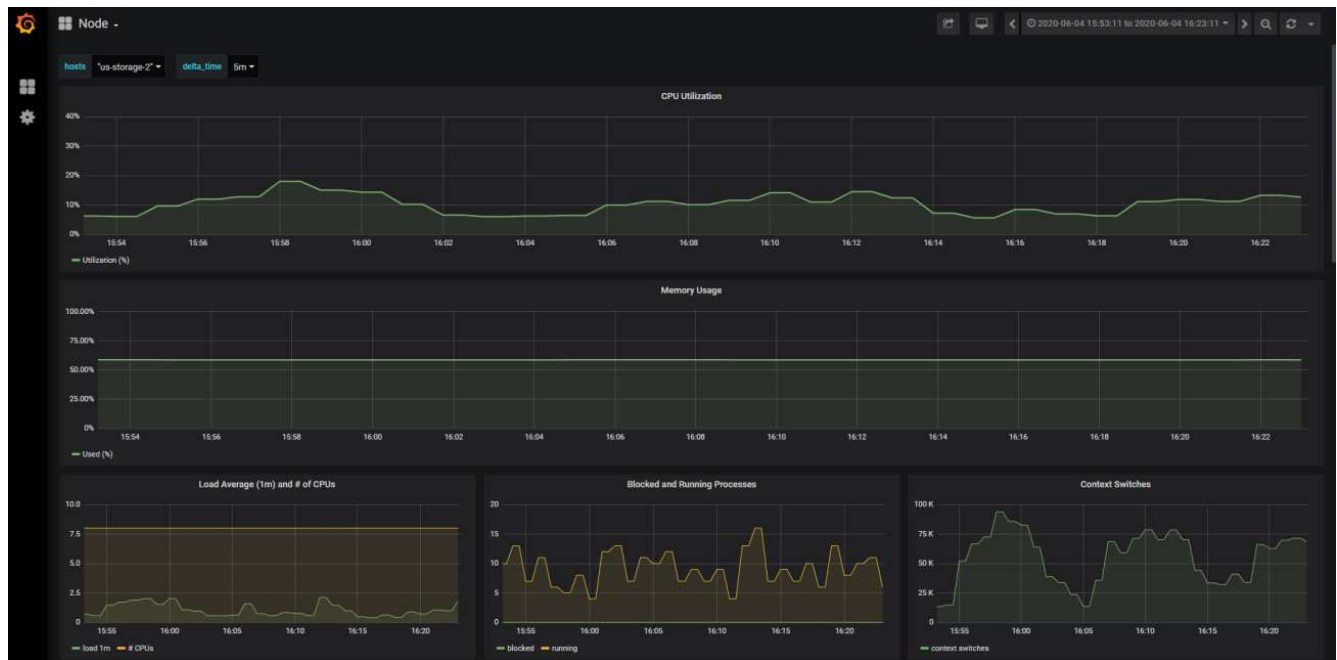 Node
2020-06-04 15:53:11 to 2020-06-04 16:23:11
hosts "us-storage-2" delta_time 5m
CPU Utilization
40%
30%
20%
10%
0%
15:54 15:56 15:58 16:00 16:02 16:04 16:06 16:08 16:10 16:12 16:14 16:16 16:18 16:20 16:22
Utilization (%)
Memory Usage
100.00%
75.00%
50.00%
25.00%
0%
15:54 15:56 15:58 16:00 16:02 16:04 16:06 16:08 16:10 16:12 16:14 16:16 16:18 16:20 16:22
Used (%)
Load Average (1m) and # of CPUs
10.0
7.5
5.0
2.5
0
15:55 16:00 16:05 16:10 16:15 16:20
load 1m # CPUs
Blocked and Running Processes
20
15
10
5
0
15:55 16:00 16:05 16:10 16:15 16:20
blocked running
Context Switches
100 K
75 K
50 K
25 K
0
15:55 16:00 16:05 16:10 16:15 16:20
context switches